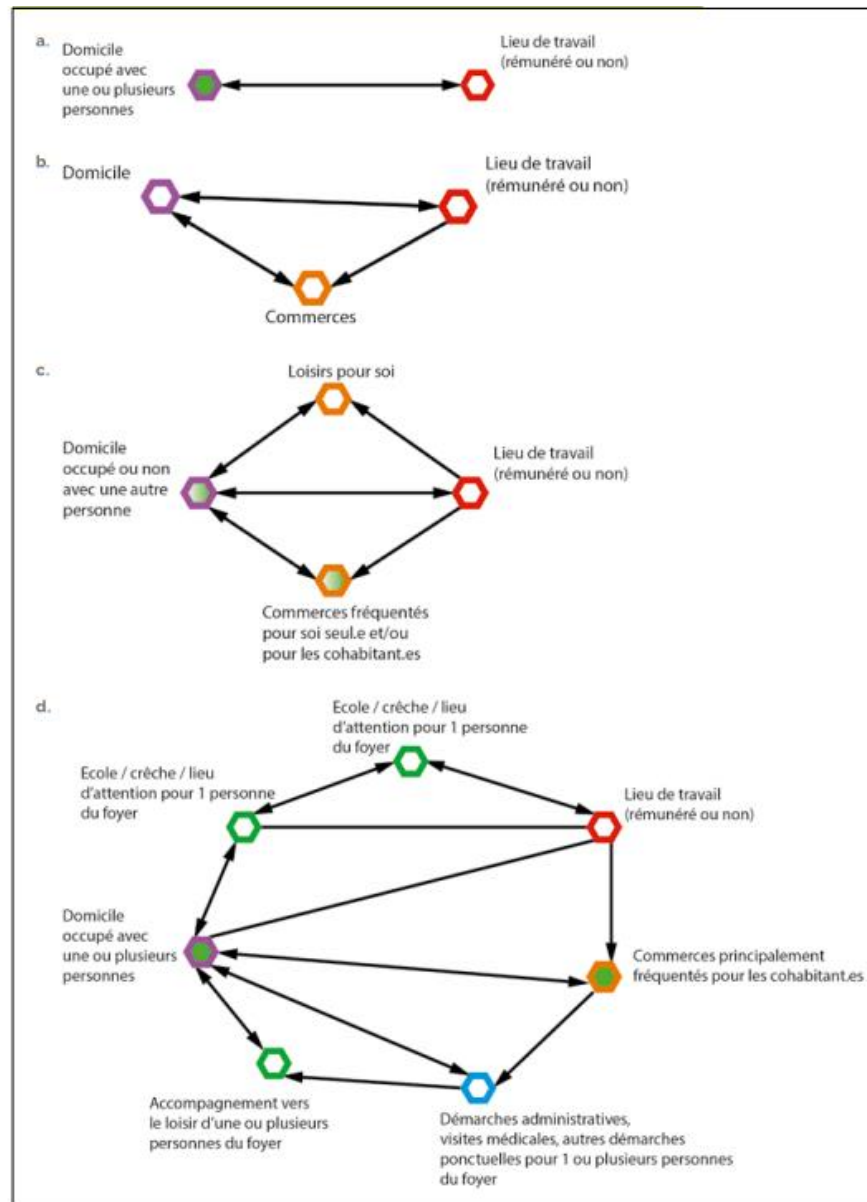 a.
Domicile
occupé avec
une ou plusieurs
personnes
Lieu de travail
(rémunéré ou non)
b.
Domicile
Lieu de travail
(rémunéré ou non)
Commerces
c.
Loisirs pour soi
Domicile
occupé ou non
avec une autre
personne
Lieu de travail
(rémunéré ou non)
Commerces fréquentés
pour soi seul.e et/ou
pour les cohabitant.es
d.
Ecole / crêche / lieu
d'attention pour 1 personne
du foyer
Ecole / crêche / lieu
d'attention pour 1 personne
du foyer
Lieu de travail
(rémunéré ou non)
Domicile
occupé avec
une ou plusieurs
personnes
Commerces principalement
fréquentés pour les cohabitant.es
Accompagnement vers
le loisir d'une ou plusieurs
personnes du foyer
Démarches administratives,
visites médicales, autres démarches
ponctuelles pour 1 ou plusieurs personnes
du foyer